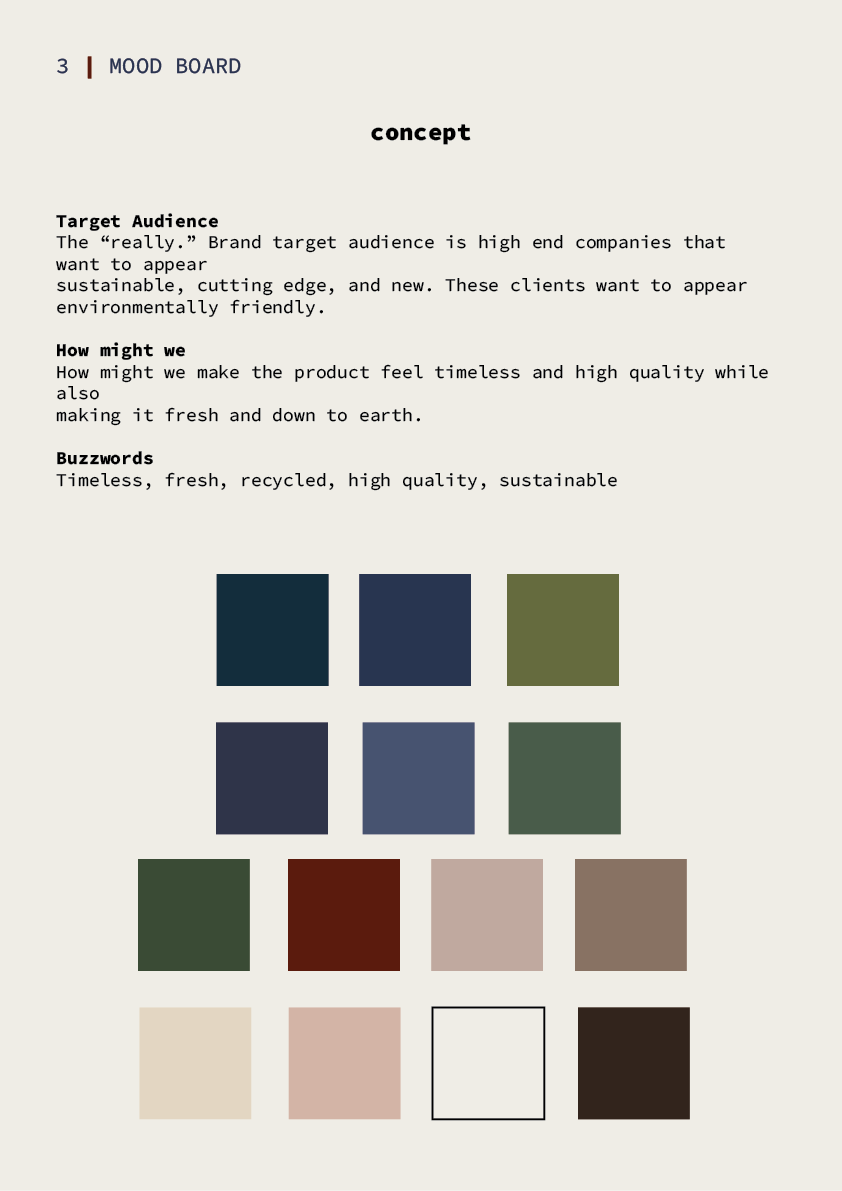 3 | MOOD BOARD
concept
Target Audience
The “really.” Brand target audience is high end companies that
want to appear
sustainable, cutting edge, and new. These clients want to appear
environmentally friendly.
How might we
How might we make the product feel timeless and high quality while
also
making it fresh and down to earth.
Buzzwords
Timeless, fresh, recycled, high quality, sustainable